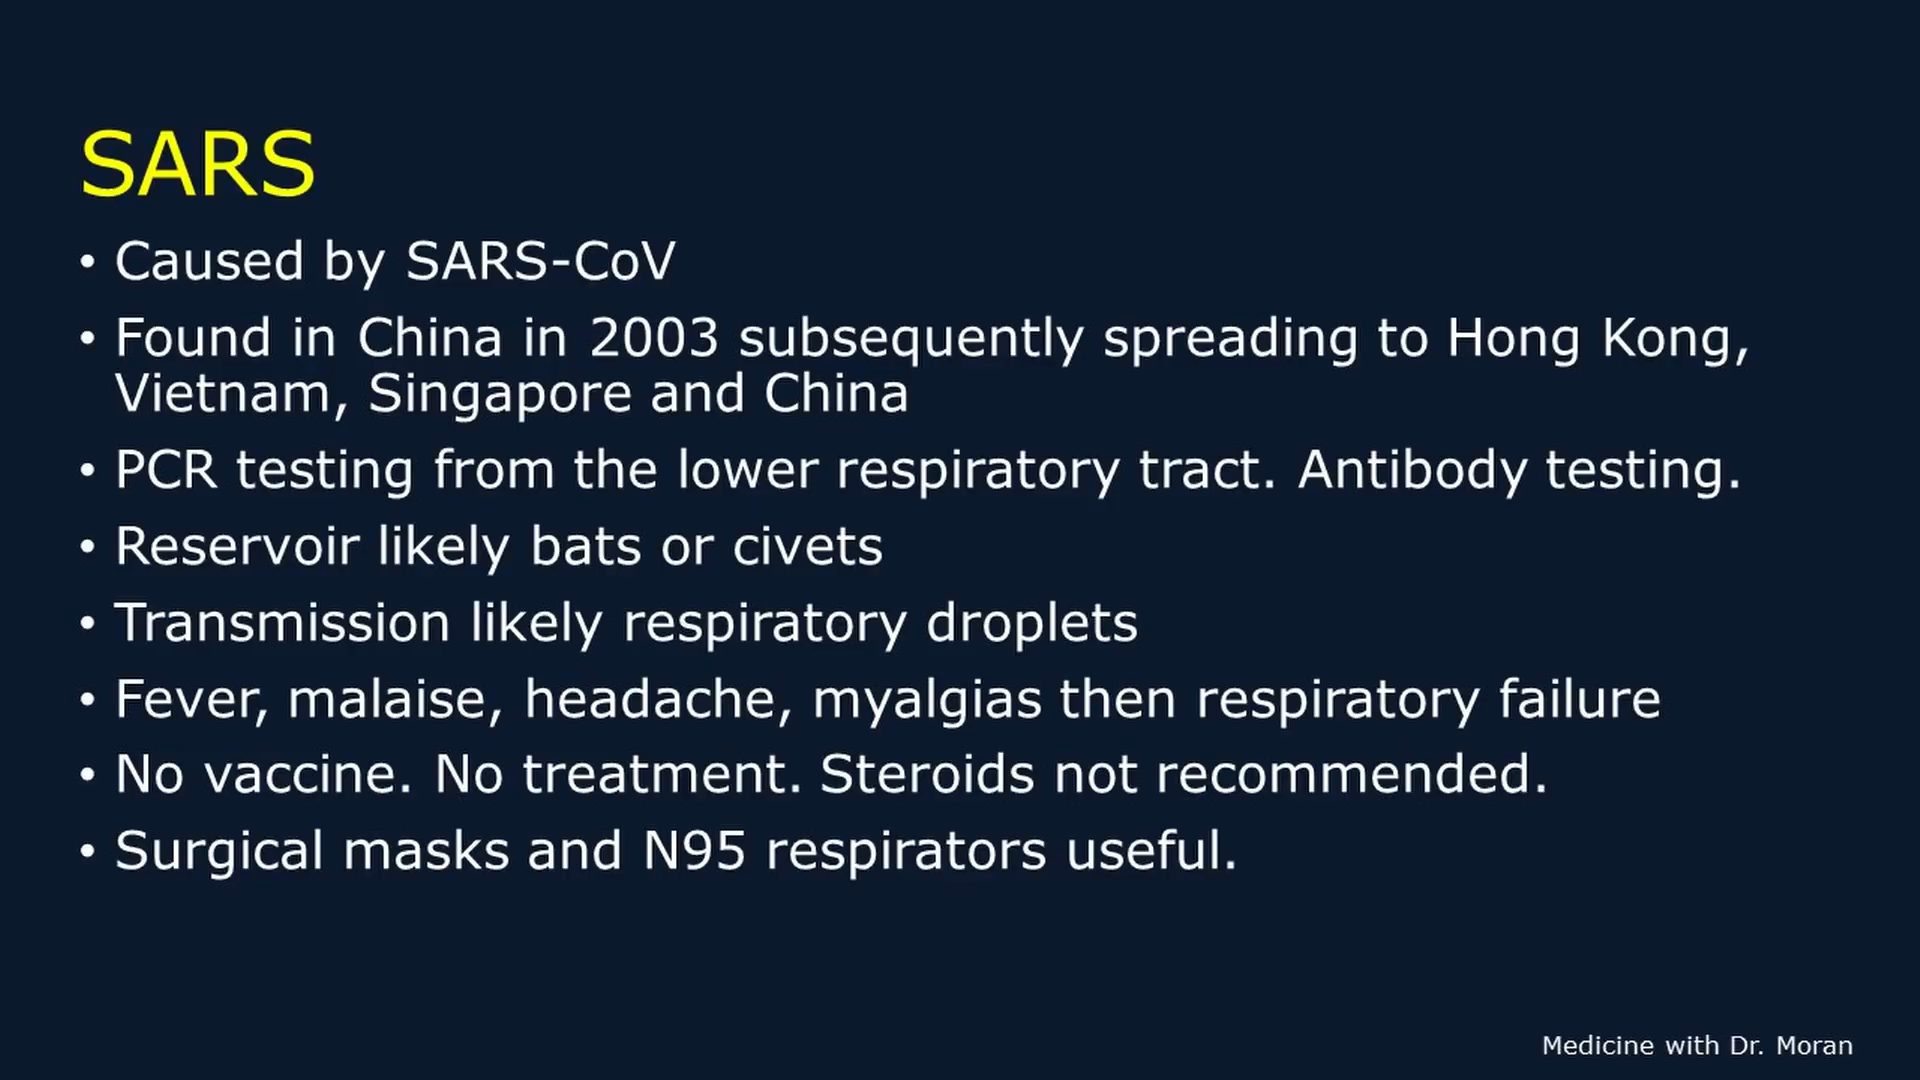 SARS
• Caused by SARS-CoV
• Found in China in 2003 subsequently spreading to Hong Kong,
Vietnam, Singapore and China
• PCR testing from the lower respiratory tract. Antibody testing.
• Reservoir likely bats or civets
• Transmission likely respiratory droplets
• Fever, malaise, headache, myalgias then respiratory failure
• No vaccine. No treatment. Steroids not recommended.
• Surgical masks and N95 respirators useful.
Medicine with Dr. Moran